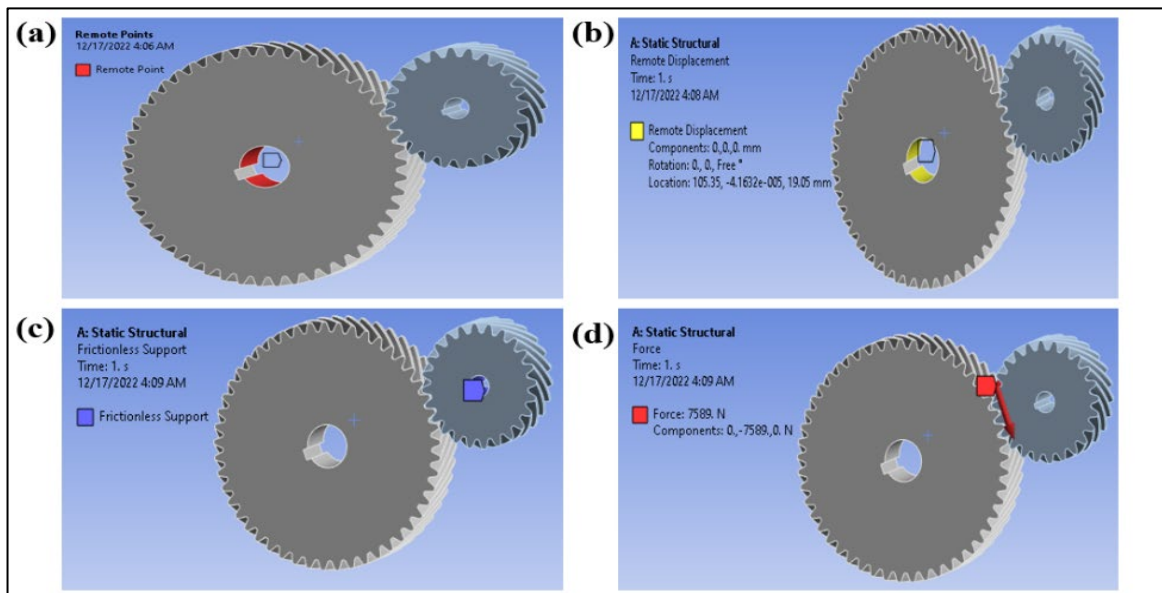 (a)
Remote Points
12/17/2022 4:06 AM
Remote Point
(b)
A: Static Structural
Remote Displacement
Time: 1. s
12/17/2022 4:08 AM
Remote Displacement
Components: 0.,0.,0. mm
Rotation: 0., 0., Free °
Location: 105.35, -4.1632e-005, 19.05 mm
(c)
A: Static Structural
Frictionless Support
Time: 1. s
12/17/2022 4:09 AM
Frictionless Support
(d)
A: Static Structural
Force
Time: 1. s
12/17/2022 4:09 AM
Force: 7589. N
Components: 0.,-7589.,0. N